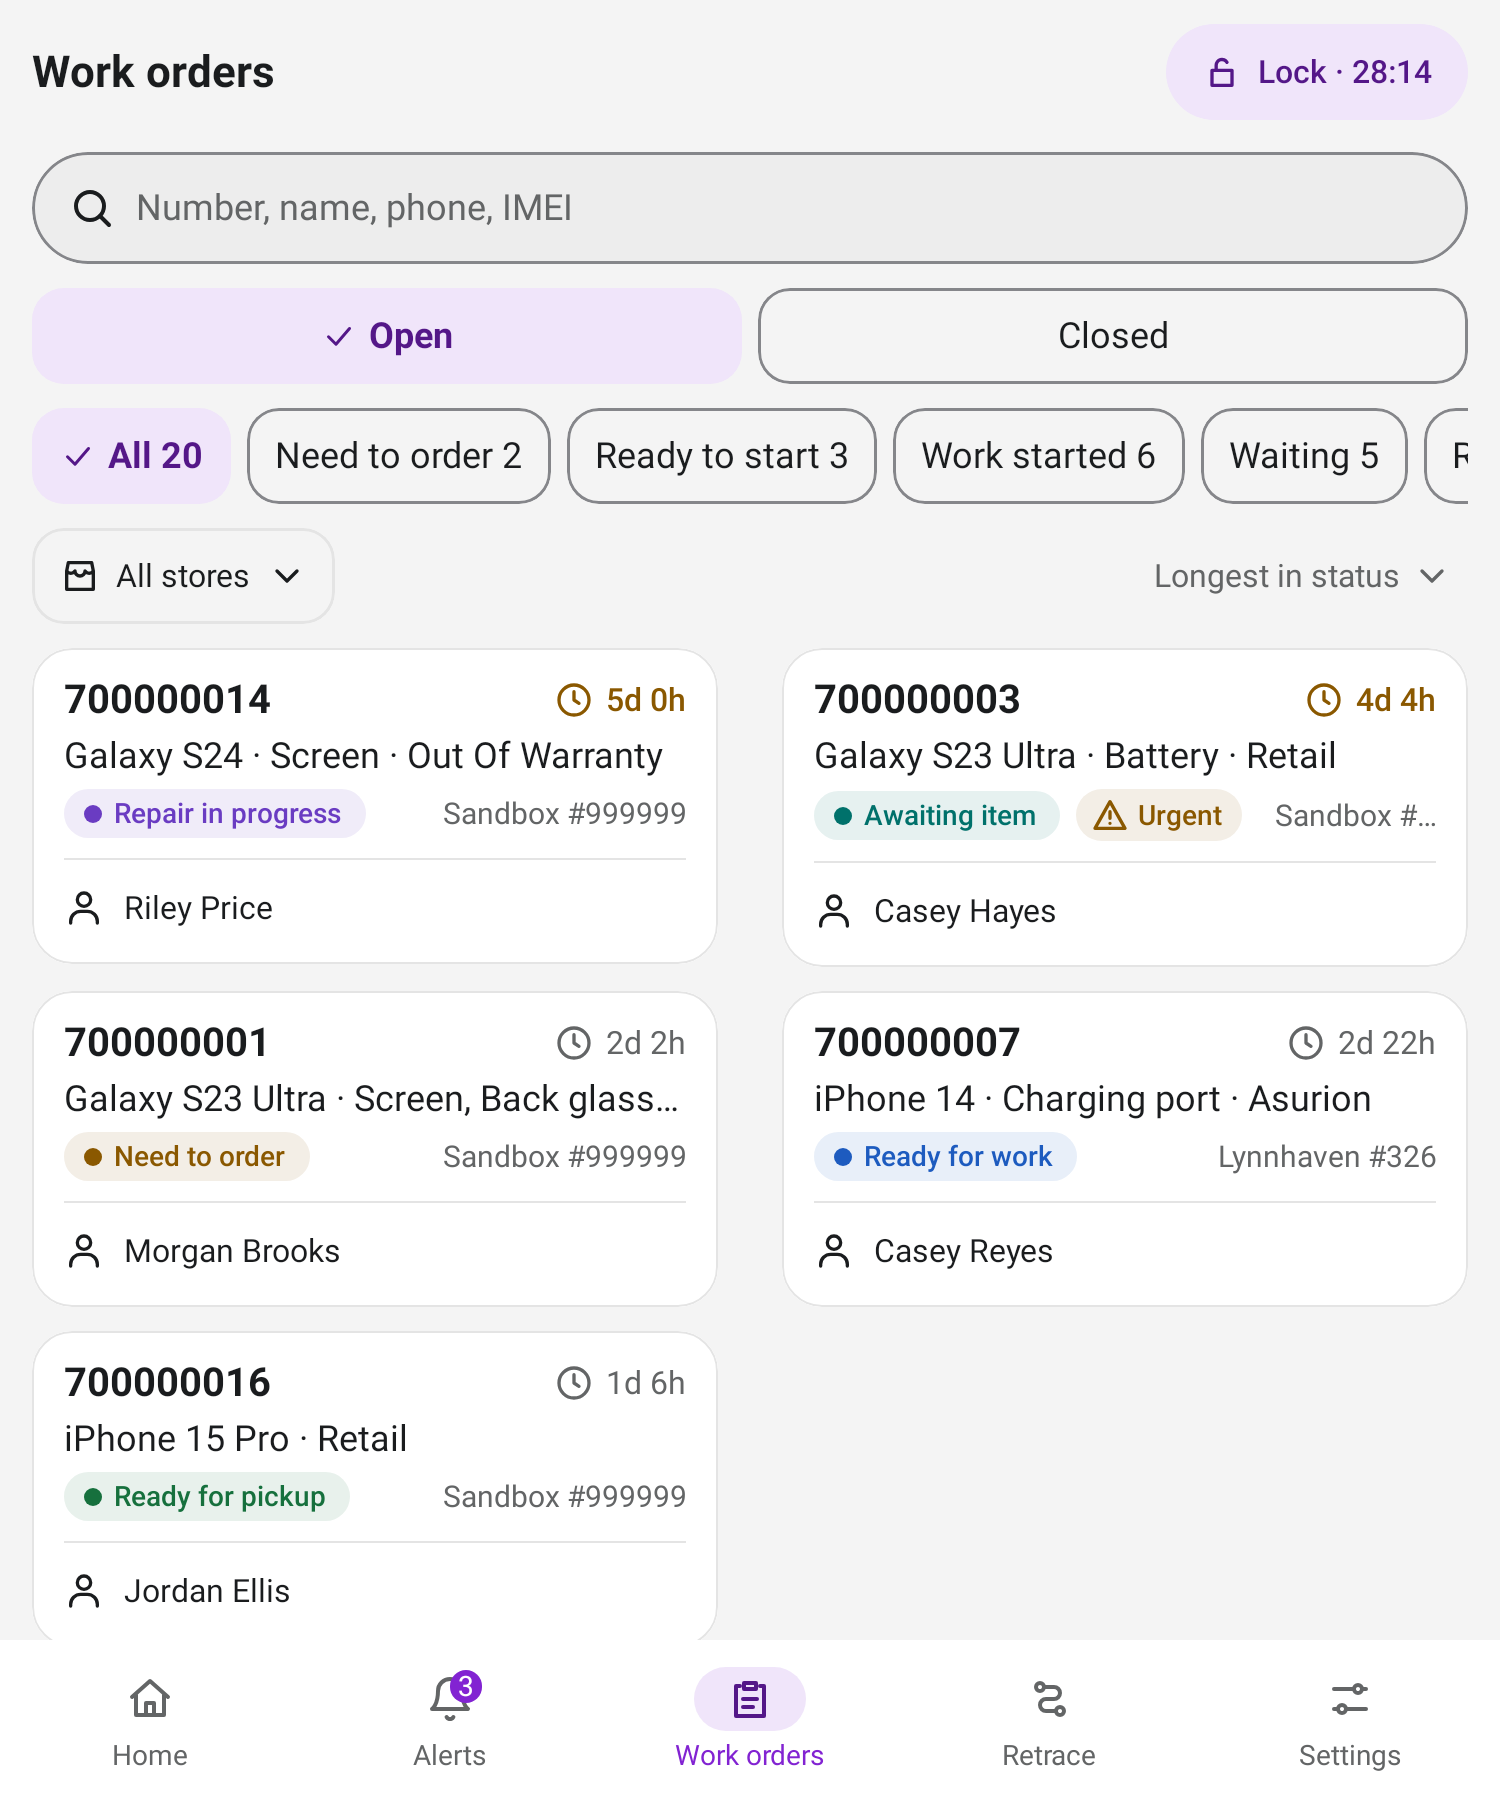 Work orders
Lock · 28:14
Number, name, phone, IMEI
Open
Closed
All 20
Need to order 2
Ready to start 3
Work started 6
Waiting 5
All stores
Longest in status
700000014
5d 0h
Galaxy S24 · Screen · Out Of Warranty
Repair in progress
Sandbox #999999
Riley Price
700000003
4d 4h
Galaxy S23 Ultra · Battery · Retail
Awaiting item
Urgent
Sandbox #...
Casey Hayes
700000001
2d 2h
Galaxy S23 Ultra · Screen, Back glass...
Need to order
Sandbox #999999
Morgan Brooks
700000007
2d 22h
iPhone 14 · Charging port · Asurion
Ready for work
Lynnhaven #326
Casey Reyes
700000016
1d 6h
iPhone 15 Pro · Retail
Ready for pickup
Sandbox #999999
Jordan Ellis
Home
3
Alerts
Work orders
Retrace
Settings